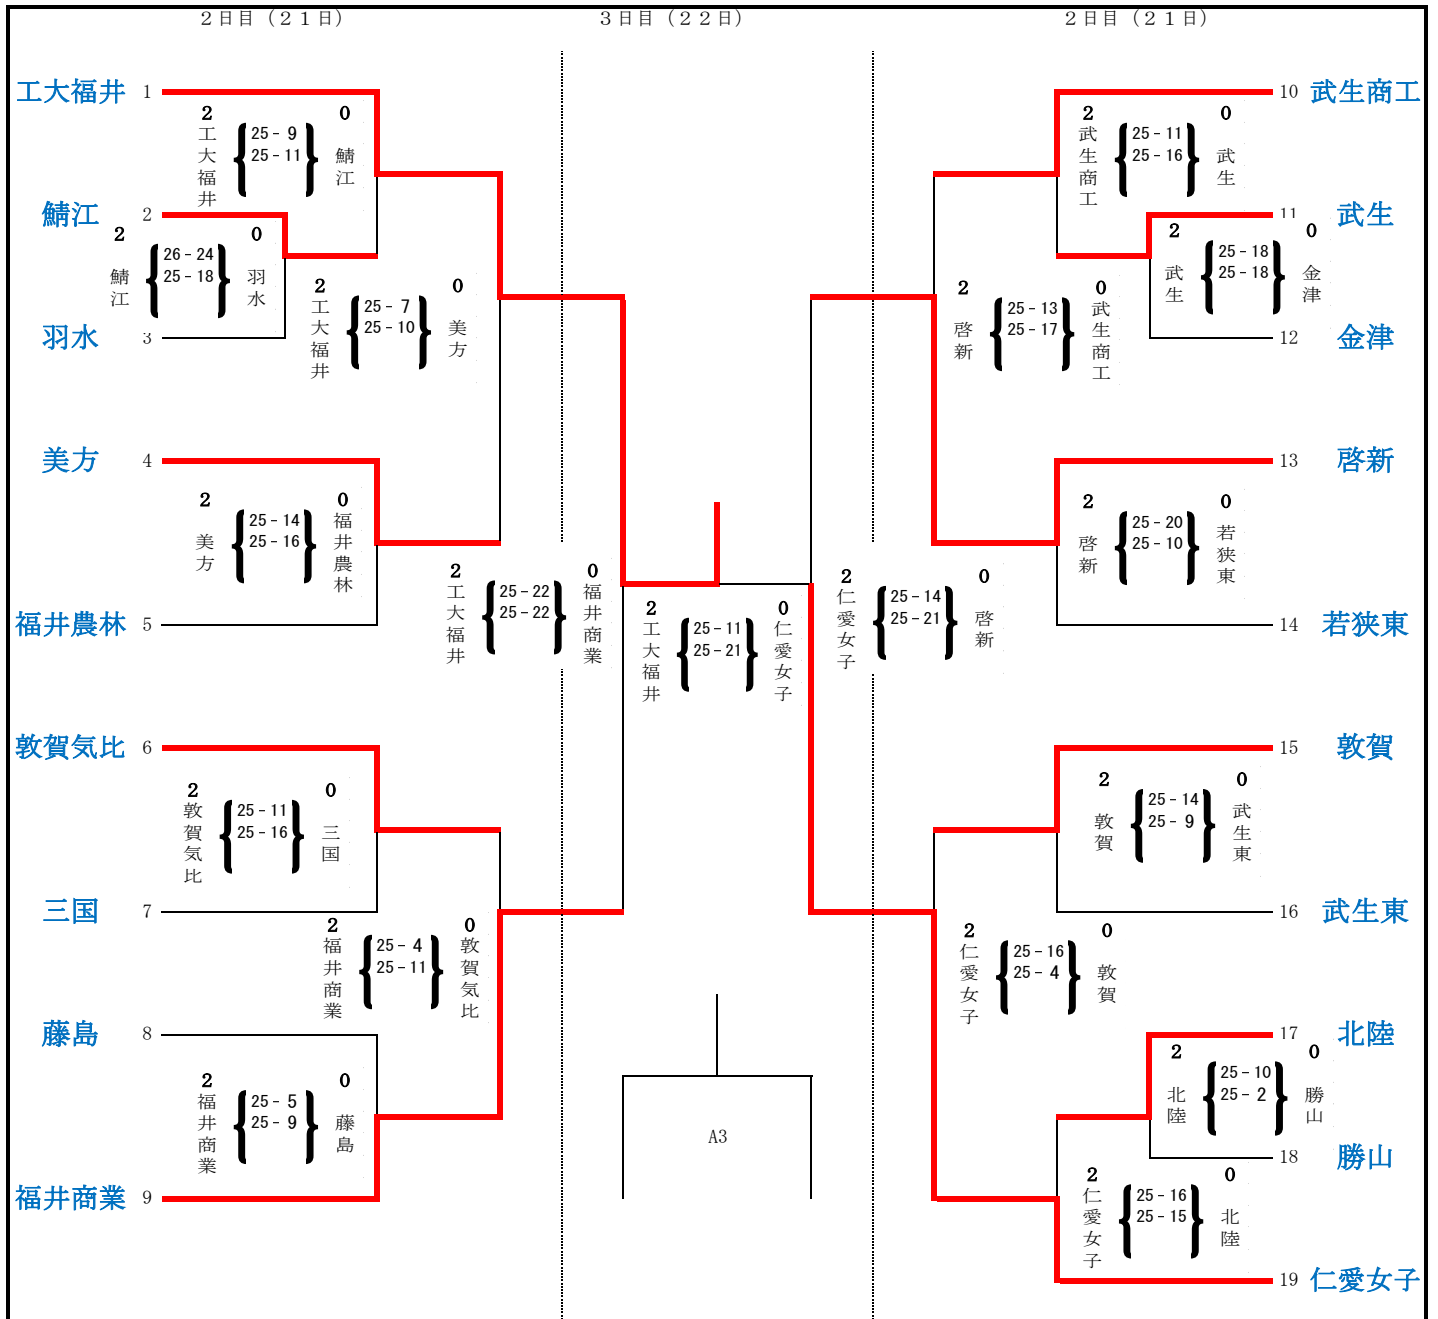 2日目（21日）
3日目（22日）
2日目（21日）
工大福井 1
2 0
工大福井 25 - 9 鯖江
25 - 11
鯖江 2
2 0
鯖江 26 - 24 羽水
25 - 18
羽水 3
2 0
工大福井 25 - 7 美方
25 - 10
美方 4
2 0
美方 25 - 14 福井農林
25 - 16
福井農林 5
2 0
工大福井 25 - 22 福井商業
25 - 22
敦賀気比 6
2 0
敦賀気比 25 - 11 三国
25 - 16
三国 7
2 0
福井商業 25 - 4 敦賀気比
25 - 11
藤島 8
2 0
福井商業 25 - 5 藤島
25 - 9
福井商業 9
2 0
工大福井 25 - 11 仁愛女子
25 - 21
A3
10 武生商工
2 0
武生商工 25 - 11 武生
25 - 16
11 武生
2 0
武生 25 - 18 金津
25 - 18
12 金津
2 0
啓新 25 - 13 武生商工
25 - 17
13 啓新
2 0
啓新 25 - 20 若狭東
25 - 10
14 若狭東
2 0
仁愛女子 25 - 14 啓新
25 - 21
15 敦賀
2 0
敦賀 25 - 14 武生東
25 - 9
16 武生東
2 0
仁愛女子 25 - 16 敦賀
25 - 4
17 北陸
2 0
北陸 25 - 10 勝山
25 - 2
18 勝山
2 0
仁愛女子 25 - 16 北陸
25 - 15
19 仁愛女子